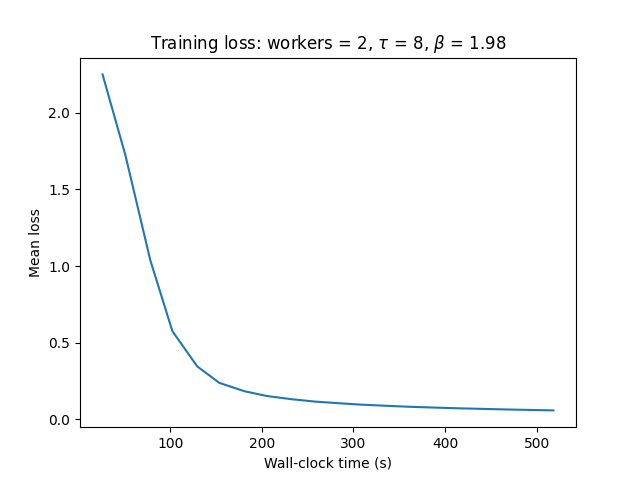 Training loss: workers = 2, τ = 8, β = 1.98
2.0
1.5
1.0
0.5
0.0
Mean loss
100 200 300 400 500
Wall-clock time (s)